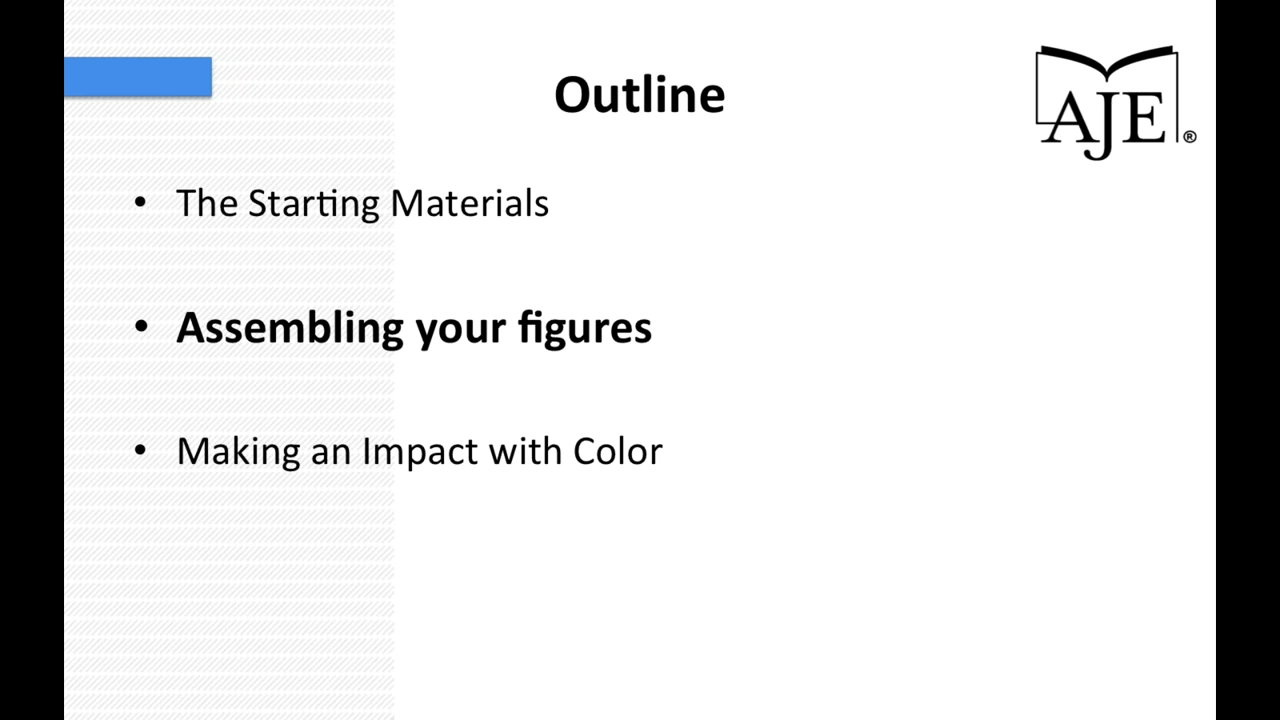 Outline
AJE®
• The Starting Materials
• Assembling your figures
• Making an Impact with Color